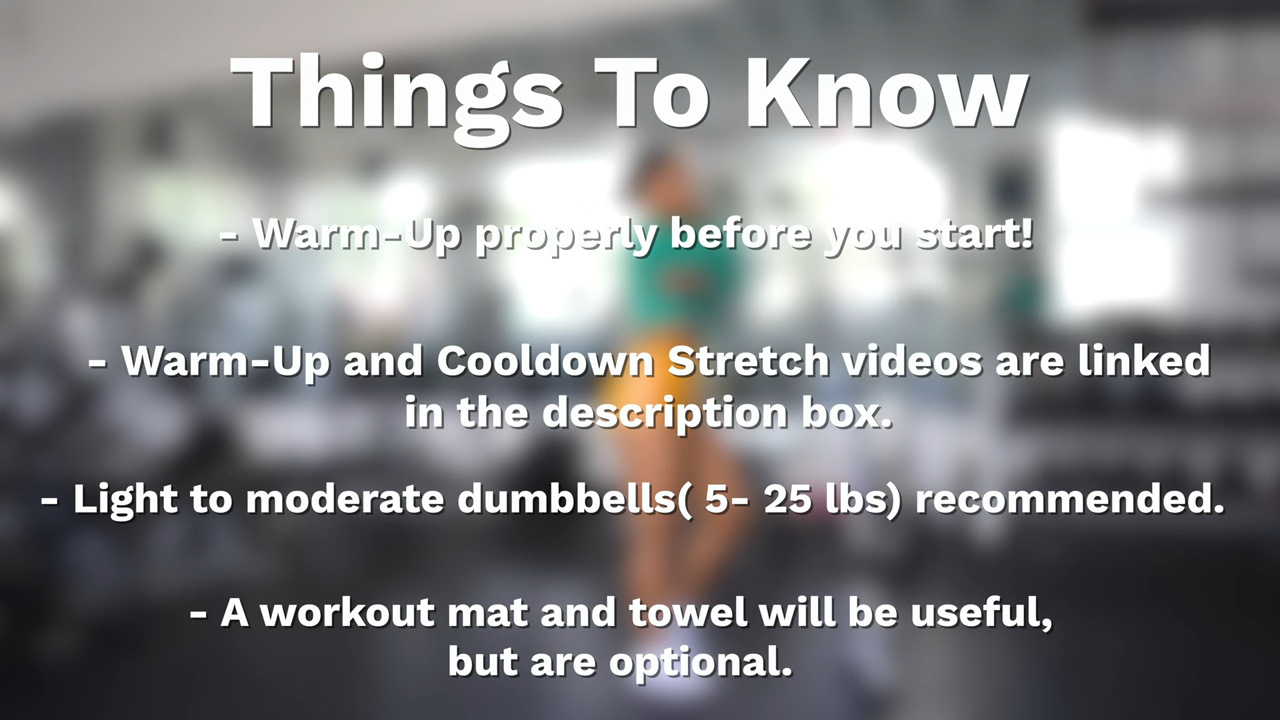 Things To Know
- Warm-Up properly before you start!
- Warm-Up and Cooldown Stretch videos are linked
in the description box.
- Light to moderate dumbbells( 5- 25 lbs) recommended.
- A workout mat and towel will be useful,
but are optional.